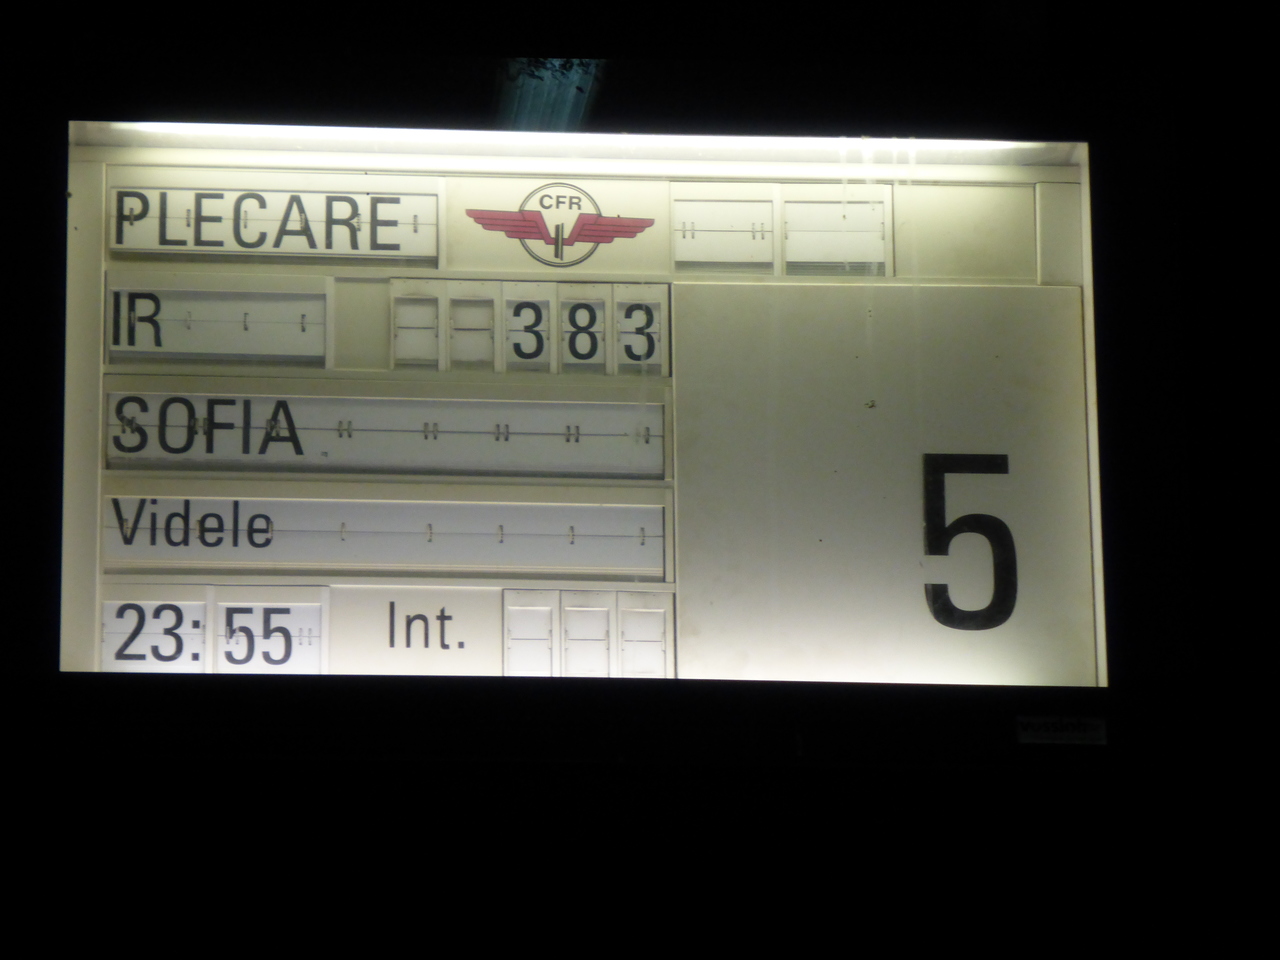 PLECARE CFR
IR 383
SOFIA
Videle
23:55 Int.
5